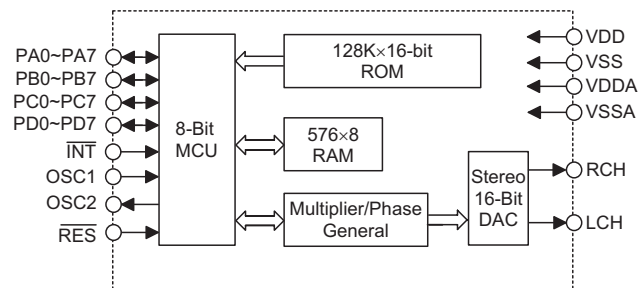 PA0~PA7
PB0~PB7
PC0~PC7
PD0~PD7
INT
OSC1
OSC2
RES
8-Bit
MCU
128K×16-bit
ROM
576×8
RAM
Multiplier/Phase
General
Stereo
16-Bit
DAC
VDD
VSS
VDDA
VSSA
RCH
LCH